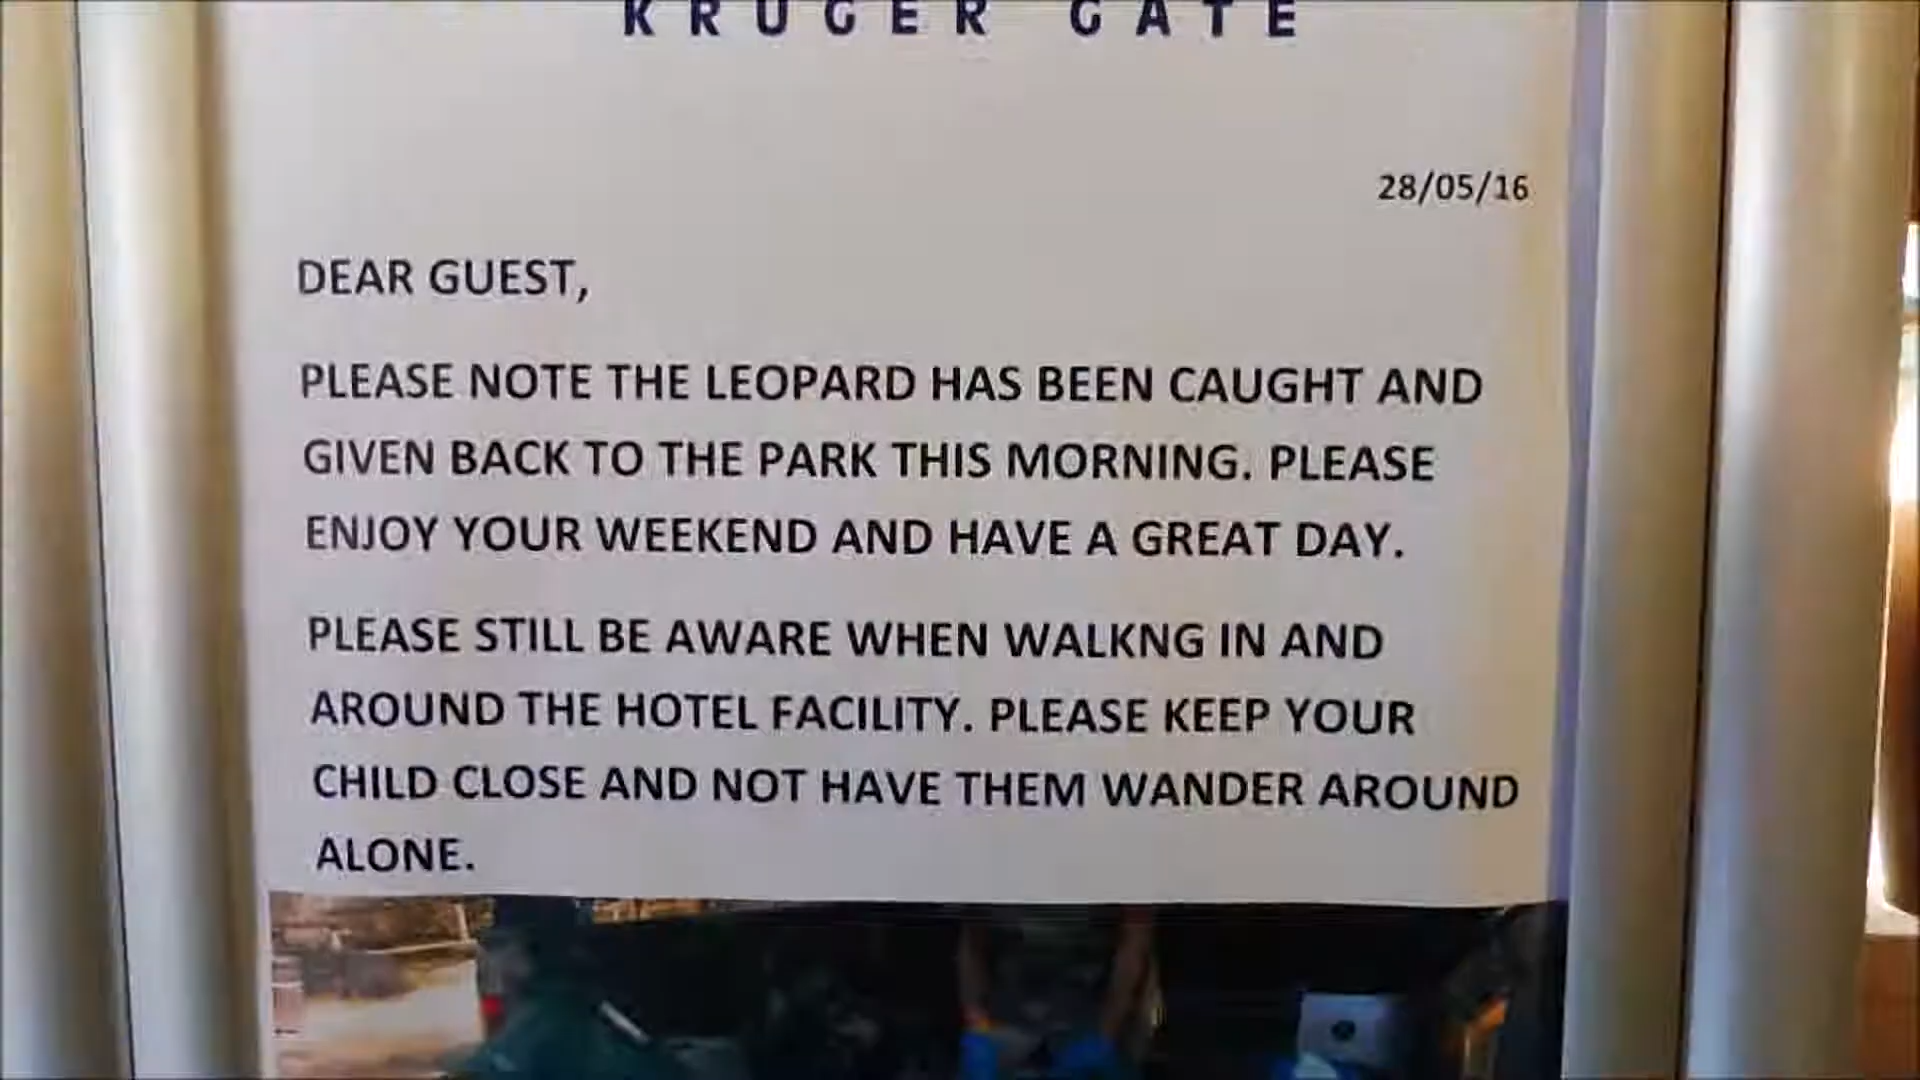 KRUGER GATE
28/05/16
DEAR GUEST,
PLEASE NOTE THE LEOPARD HAS BEEN CAUGHT AND
GIVEN BACK TO THE PARK THIS MORNING. PLEASE
ENJOY YOUR WEEKEND AND HAVE A GREAT DAY.
PLEASE STILL BE AWARE WHEN WALKNG IN AND
AROUND THE HOTEL FACILITY. PLEASE KEEP YOUR
CHILD CLOSE AND NOT HAVE THEM WANDER AROUND
ALONE.